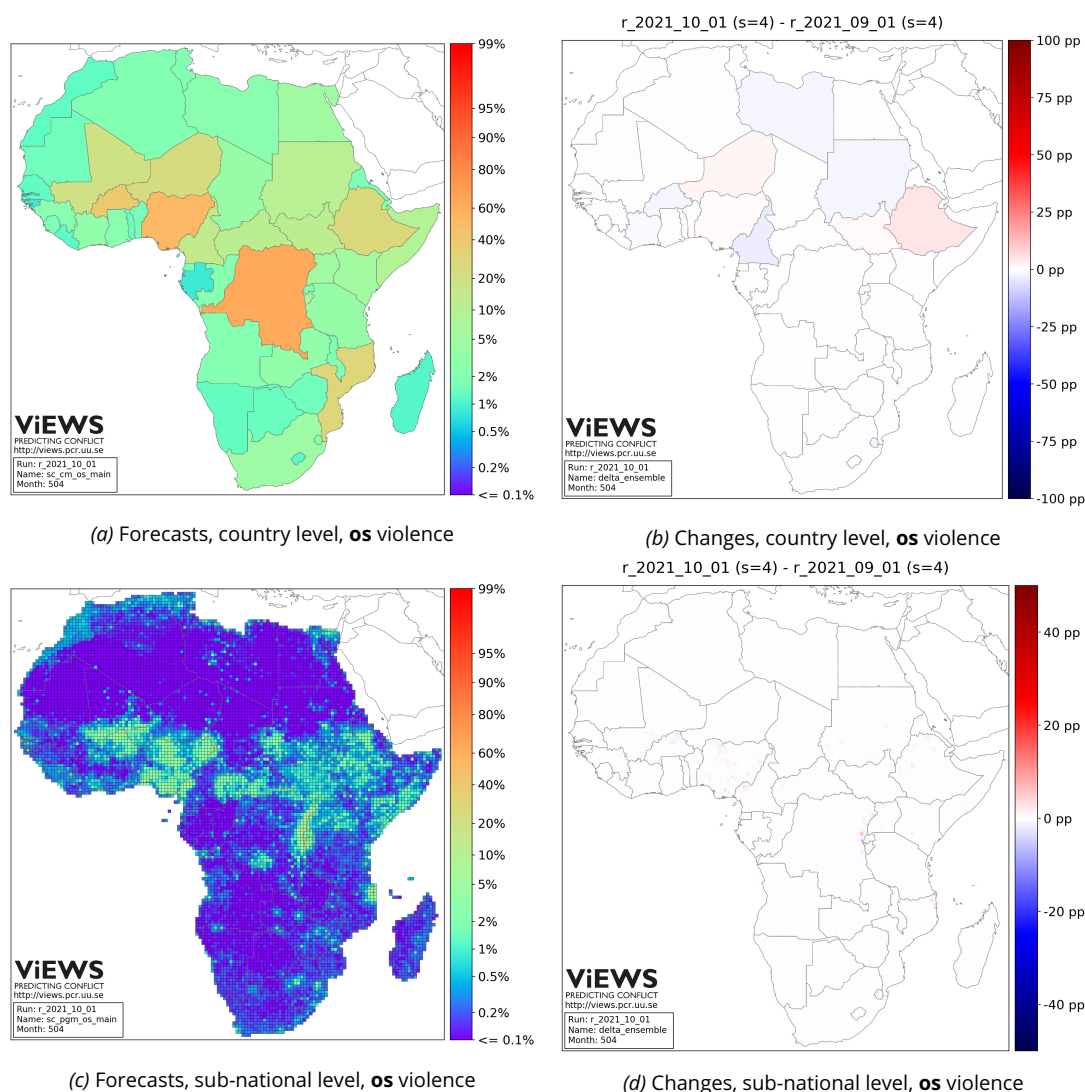 r_2021_10_01 (s=4) - r_2021_09_01 (s=4)
99%
95%
90%
80%
60%
40%
20%
10%
5%
2%
1%
0.5%
0.2%
<= 0.1%
ViEWS
PREDICTING CONFLICT
http://views.pcr.uu.se
Run: r_2021_10_01
Name: sc_cm_os_main
Month: 504
100 pp
75 pp
50 pp
25 pp
0 pp
-25 pp
-50 pp
-75 pp
-100 pp
ViEWS
PREDICTING CONFLICT
http://views.pcr.uu.se
Run: r_2021_10_01
Name: delta_ensemble
Month: 504
(a) Forecasts, country level, os violence
(b) Changes, country level, os violence
r_2021_10_01 (s=4) - r_2021_09_01 (s=4)
99%
95%
90%
80%
60%
40%
20%
10%
5%
2%
1%
0.5%
0.2%
<= 0.1%
ViEWS
PREDICTING CONFLICT
http://views.pcr.uu.se
Run: r_2021_10_01
Name: sc_pgm_os_main
Month: 504
40 pp
20 pp
0 pp
-20 pp
-40 pp
ViEWS
PREDICTING CONFLICT
http://views.pcr.uu.se
Run: r_2021_10_01
Name: delta_ensemble
Month: 504
(c) Forecasts, sub-national level, os violence
(d) Changes, sub-national level, os violence